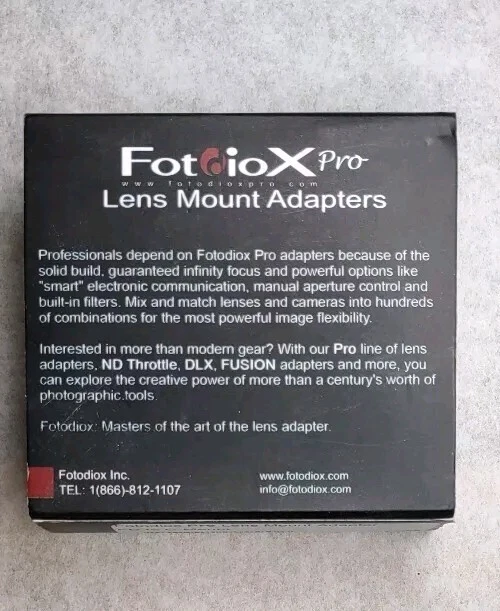 FotdioX Pro
www fotodioxpro com
Lens Mount Adapters
Professionals depend on Fotodiox Pro adapters because of the
solid build, guaranteed infinity focus and powerful options like
"smart" electronic communication, manual aperture control and
built-in filters. Mix and match lenses and cameras into hundreds
of combinations for the most powerful image flexibility.
Interested in more than modern gear? With our Pro line of lens
adapters, ND Throttle, DLX, FUSION adapters and more, you
can explore the creative power of more than a century's worth of
photographic tools.
Fotodiox: Masters of the art of the lens adapter.
Fotodiox Inc.
www.fotodiox.com
TEL: 1(866)-812-1107
info@fotodiox.com
Fotodiox Pro Lens Mount Adapter